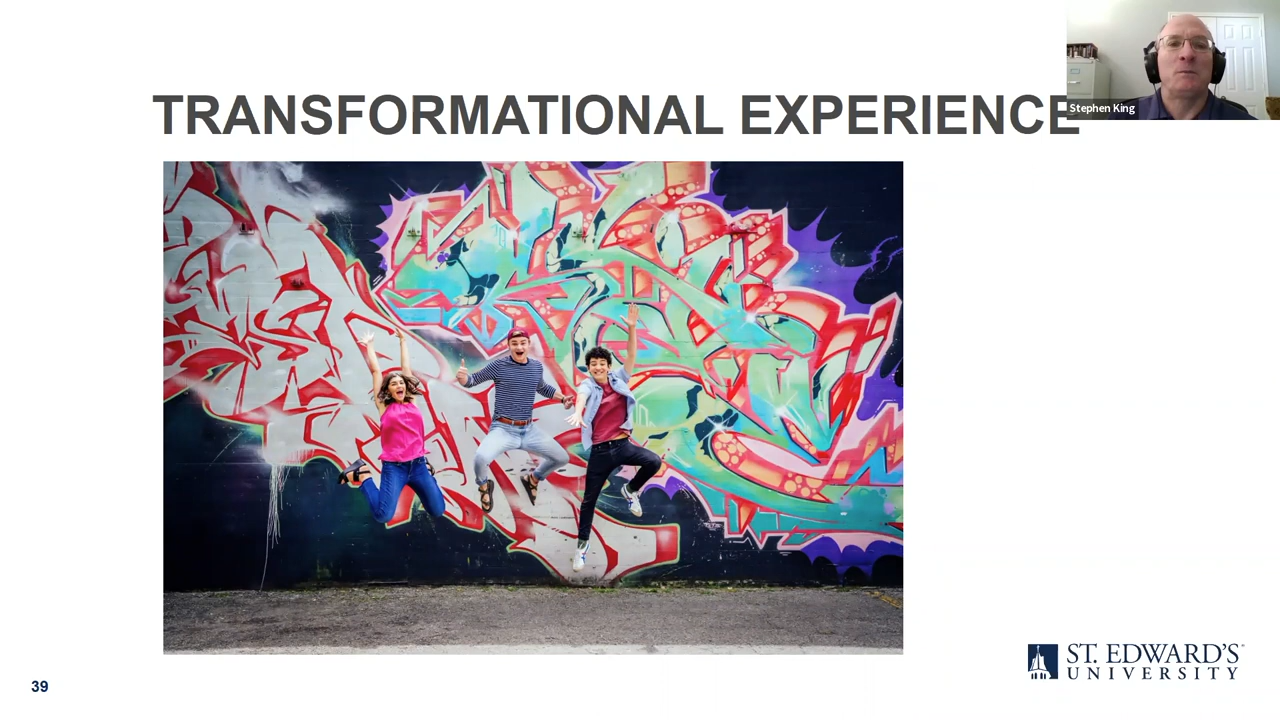 TRANSFORMATIONAL EXPERIENCE
Stephen King
39
ST. EDWARD'S
UNIVERSITY